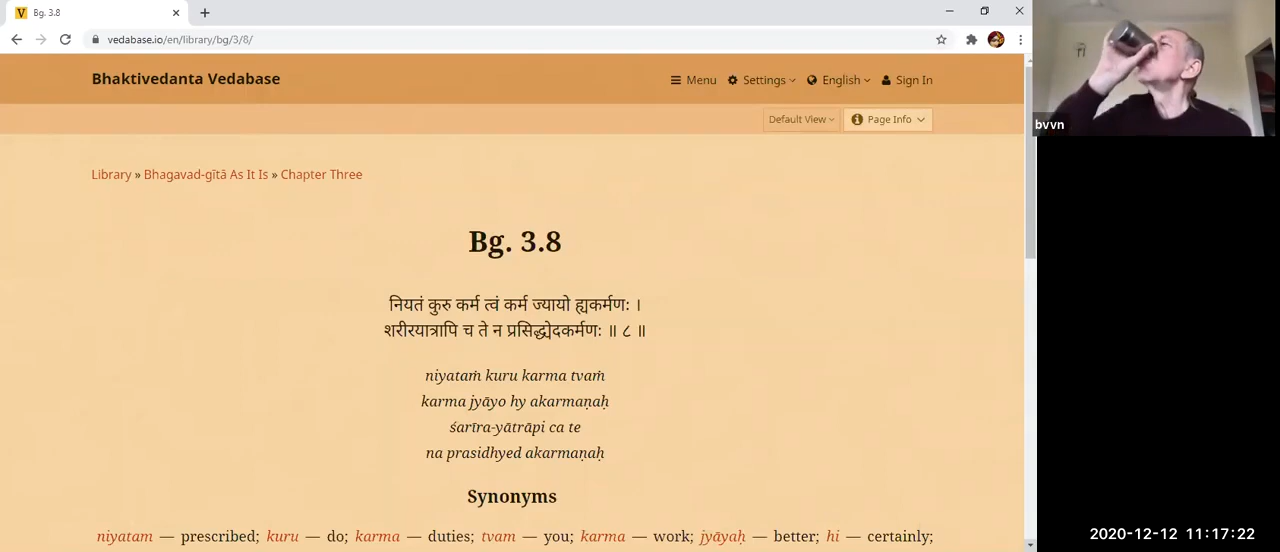 Bg. 3.8
vedabase.io/en/library/bg/3/8/
Bhaktivedanta Vedabase
Menu Settings English Sign In
Default View Page Info
Library » Bhagavad-gītā As It Is » Chapter Three
Bg. 3.8
नियतं कुरु कर्म त्वं कर्म ज्यायो ह्यकर्मणः ।
शरीरयात्रापि च ते न प्रसिद्ध्येदकर्मणः ॥ ८ ॥
niyataṁ kuru karma tvaṁ
karma jyāyo hy akarmaṇaḥ
śarīra-yātrāpi ca te
na prasidhyed akarmaṇaḥ
Synonyms
niyatam — prescribed; kuru — do; karma — duties; tvam — you; karma — work; jyāyaḥ — better; hi — certainly;
bvvn
2020-12-12 11:17:22